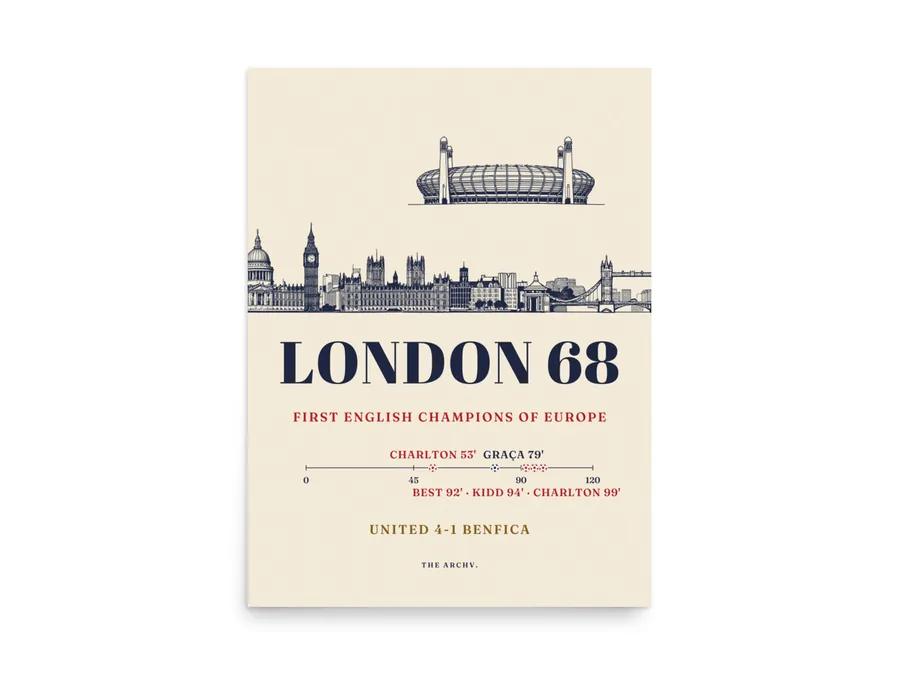 LONDON 68
FIRST ENGLISH CHAMPIONS OF EUROPE
CHARLTON 53' GRAÇA 79'
0 45 90 120
BEST 92' · KIDD 94' · CHARLTON 99'
UNITED 4-1 BENFICA
THE ARCHV.